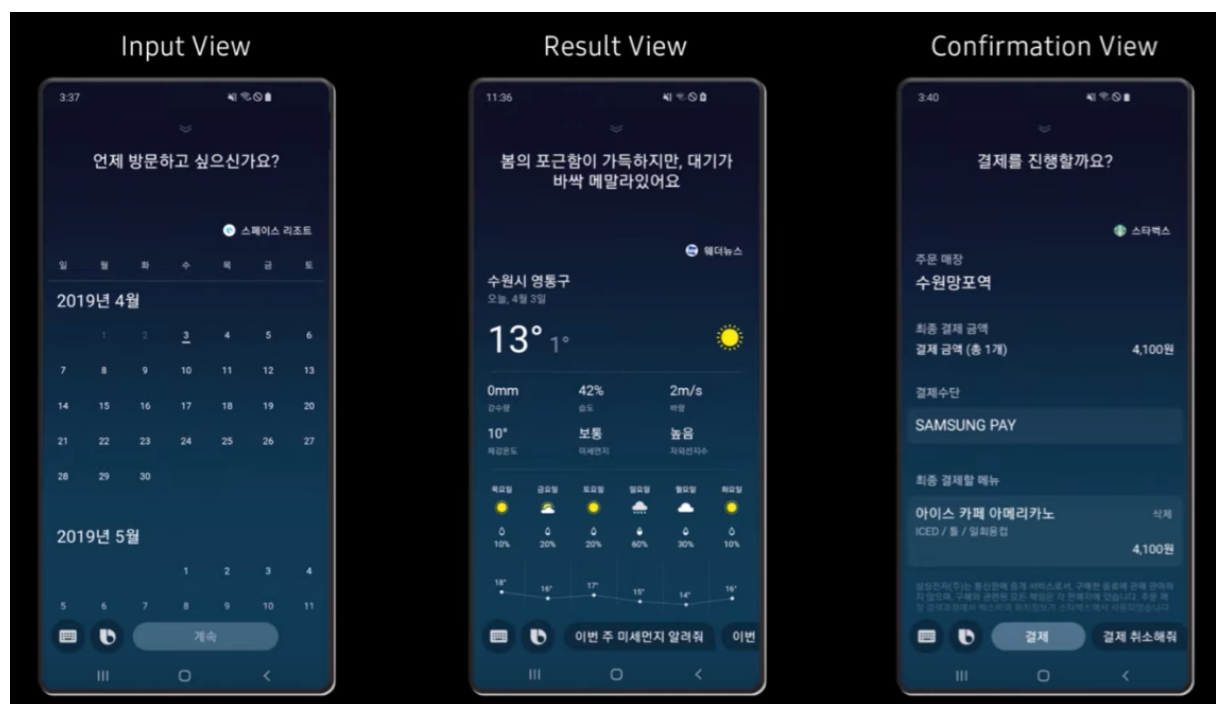 Input View
3:37
언제 방문하고 싶으신가요?
스페이스 리조트
일 월 화 수 목 금 토
2019년 4월
1 2 3 4 5 6
7 8 9 10 11 12 13
14 15 16 17 18 19 20
21 22 23 24 25 26 27
28 29 30
2019년 5월
1 2 3 4
5 6 7 8 9 10 11
계속
Result View
11:36
봄의 포근함이 가득하지만, 대기가
바싹 메말라있어요
웨더뉴스
수원시 영통구
오늘, 4월 3일
13° 1°
0mm 42% 2m/s
강수량 습도 바람
10° 보통 높음
체감온도 미세먼지 자외선지수
목요일 금요일 토요일 일요일 월요일 화요일
10% 20% 20% 60% 30% 10%
18° 16° 17° 15° 14° 16°
이번 주 미세먼지 알려줘 이번
Confirmation View
3:40
결제를 진행할까요?
스타벅스
주문 매장
수원망포역
최종 결제 금액
결제 금액 (총 1개) 4,100원
결제수단
SAMSUNG PAY
최종 결제할 메뉴
아이스 카페 아메리카노 삭제
ICED / 톨 / 일회용컵
4,100원
결제 결제 취소해줘